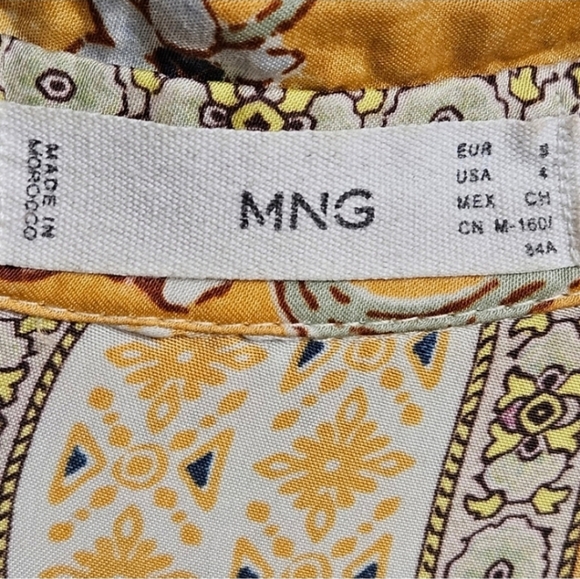 MADE IN
MOROCCO
MNG
EUR S
USA 4
MEX CH
CN M-160/
84A